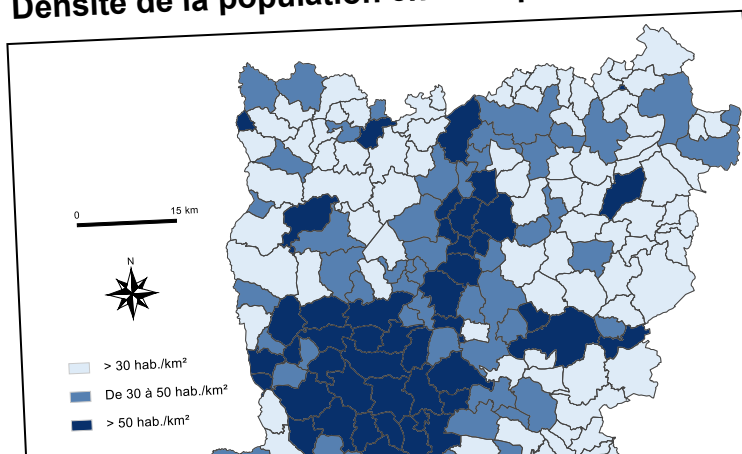 Densité de la population
0 15 km
N
> 30 hab./km²
De 30 à 50 hab./km²
> 50 hab./km²